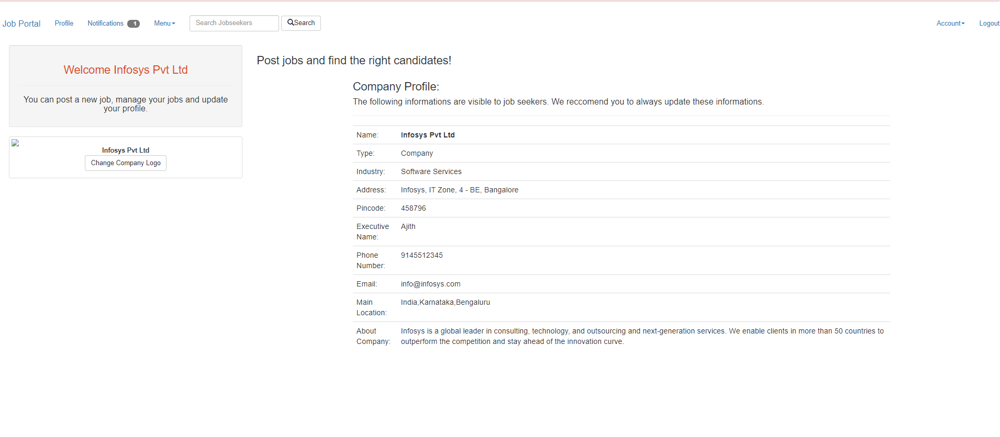 Job Portal Profile Notifications 1 Menu Search Jobseekers Search Account Logout
Welcome Infosys Pvt Ltd
You can post a new job, manage your jobs and update
your profile.
Infosys Pvt Ltd
Change Company Logo
Post jobs and find the right candidates!
Company Profile:
The following informations are visible to job seekers. We reccomend you to always update these informations.
Name: Infosys Pvt Ltd
Type: Company
Industry: Software Services
Address: Infosys, IT Zone, 4 - BE, Bangalore
Pincode: 458796
Executive Ajith
Name:
Phone 9145512345
Number:
Email: info@infosys.com
Main India,Karnataka,Bengaluru
Location:
About Infosys is a global leader in consulting, technology, and outsourcing and next-generation services. We enable clients in more than 50 countries to
Company: outperform the competition and stay ahead of the innovation curve.